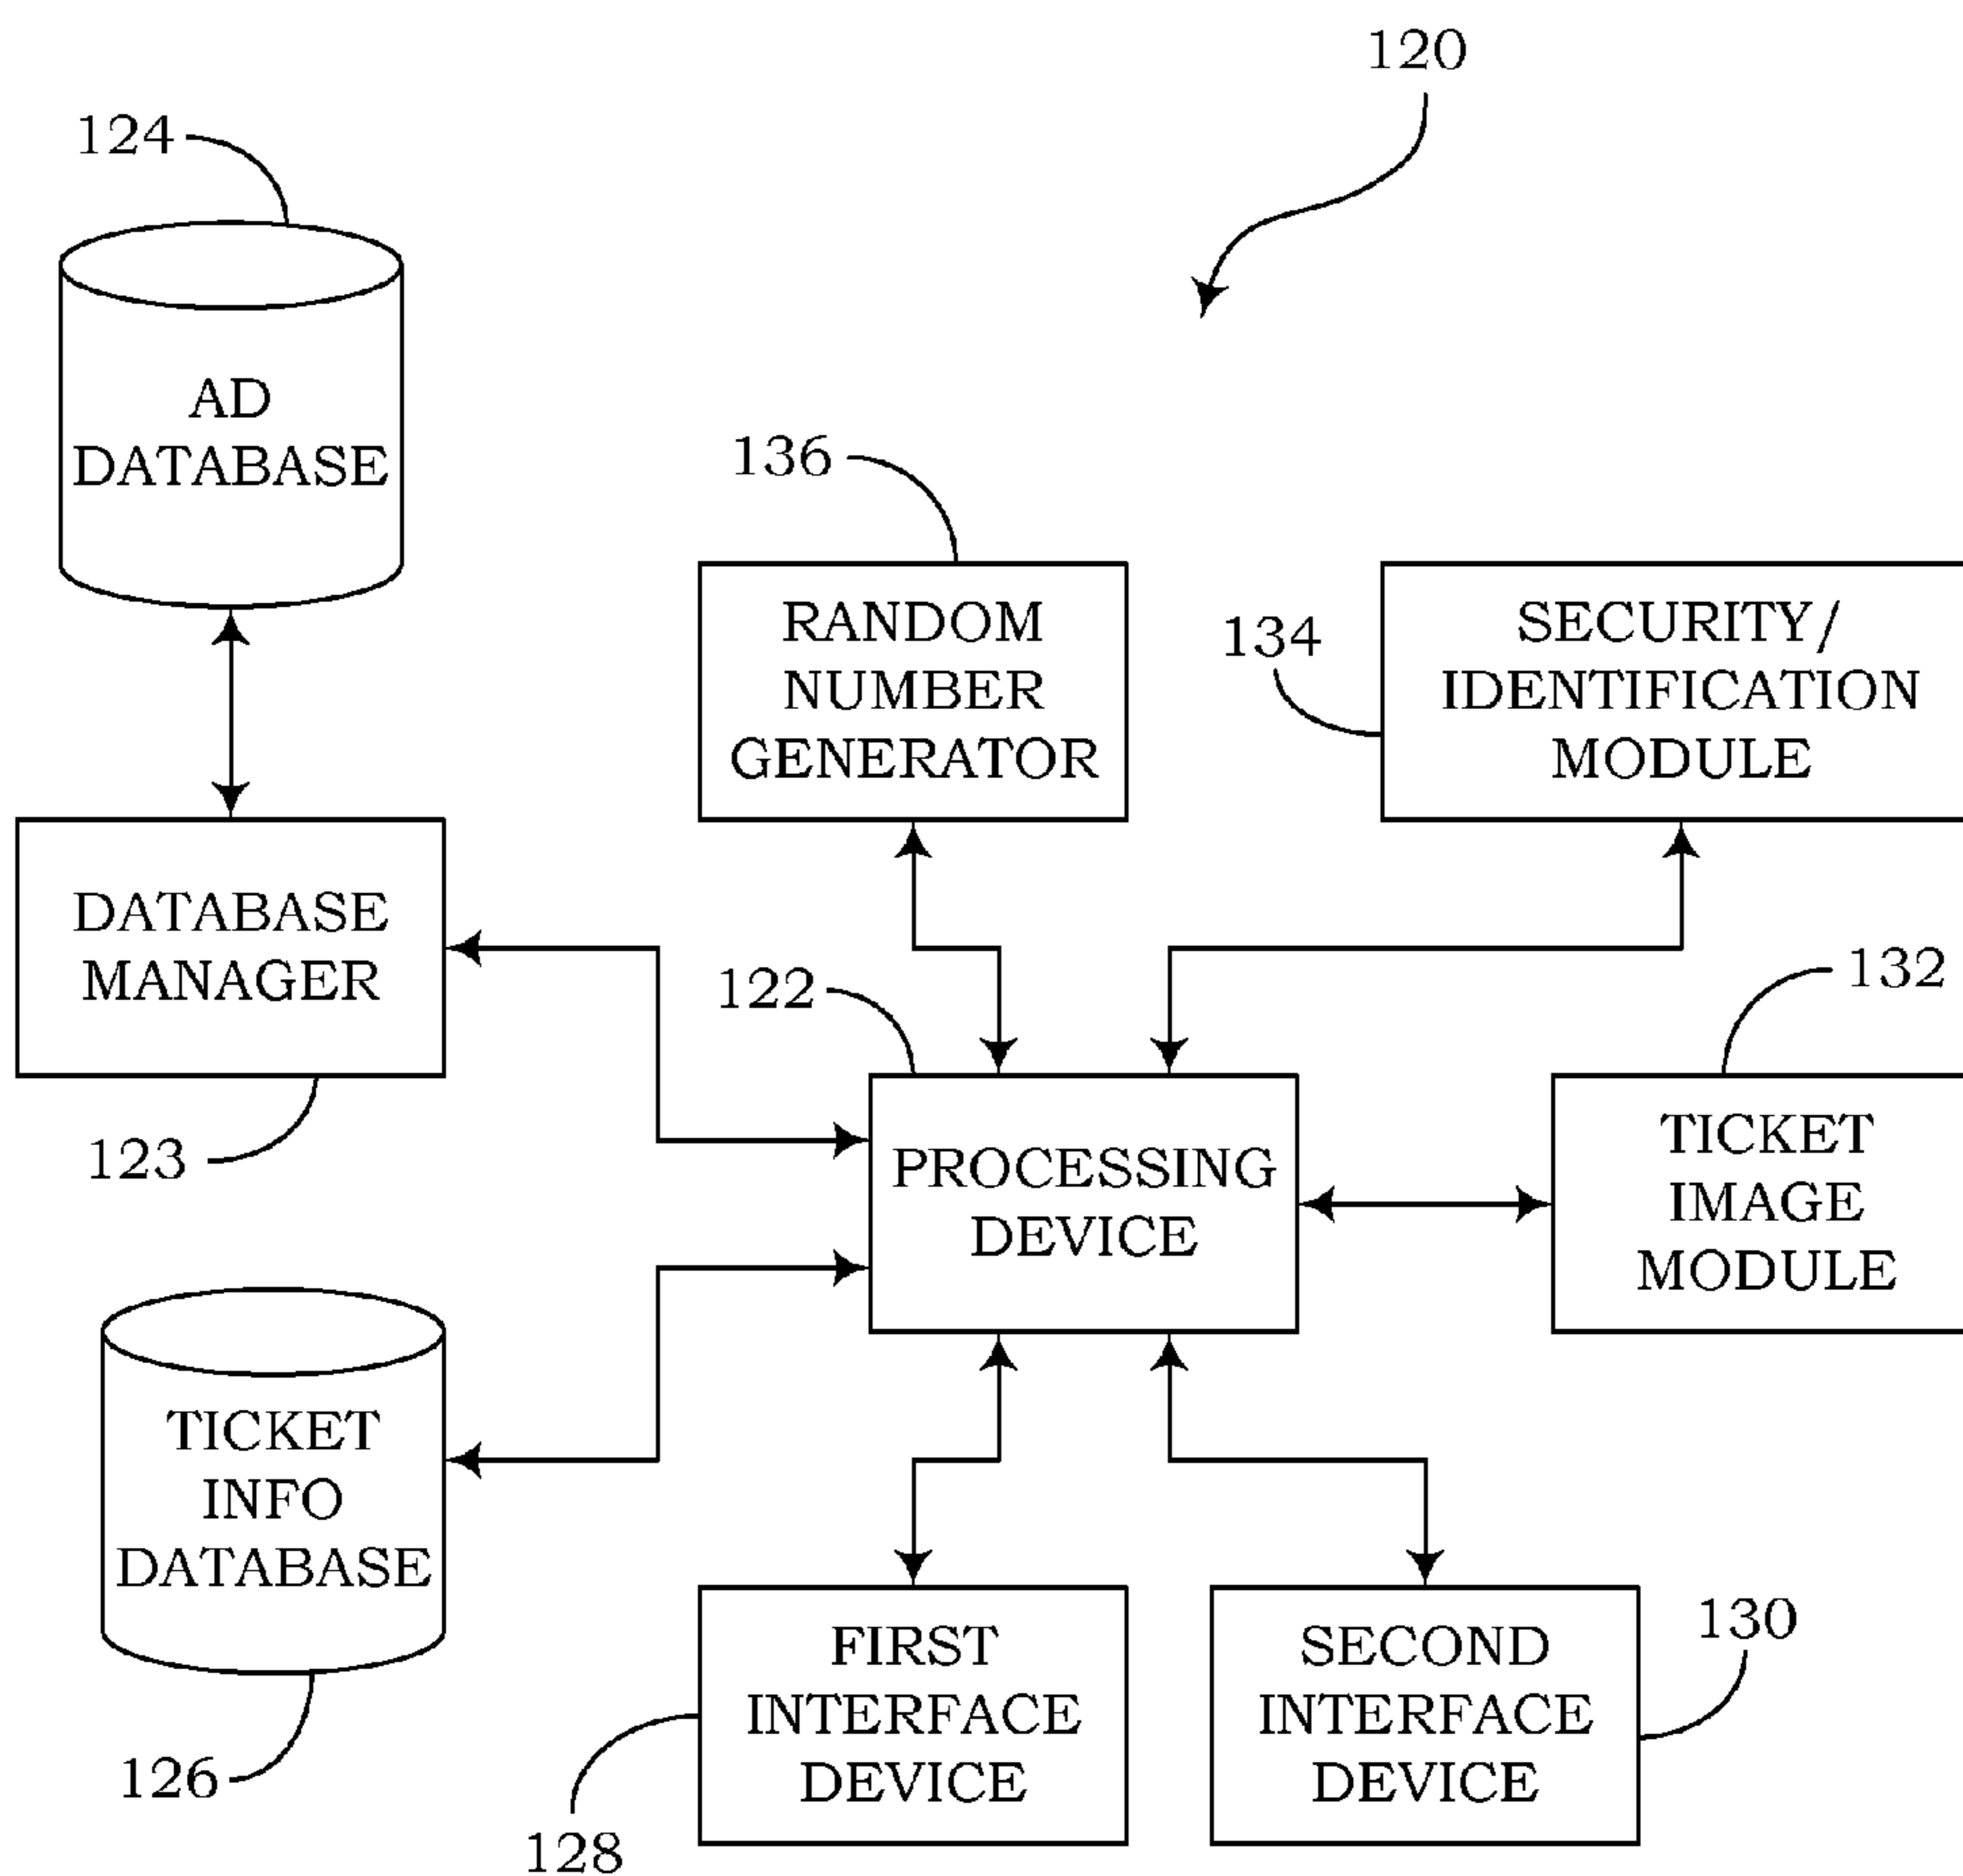 120
124
AD
DATABASE
136
RANDOM
NUMBER
GENERATOR
134
SECURITY/
IDENTIFICATION
MODULE
DATABASE
MANAGER
123
122
PROCESSING
DEVICE
132
TICKET
IMAGE
MODULE
TICKET
INFO
DATABASE
126
FIRST
INTERFACE
DEVICE
128
SECOND
INTERFACE
DEVICE
130